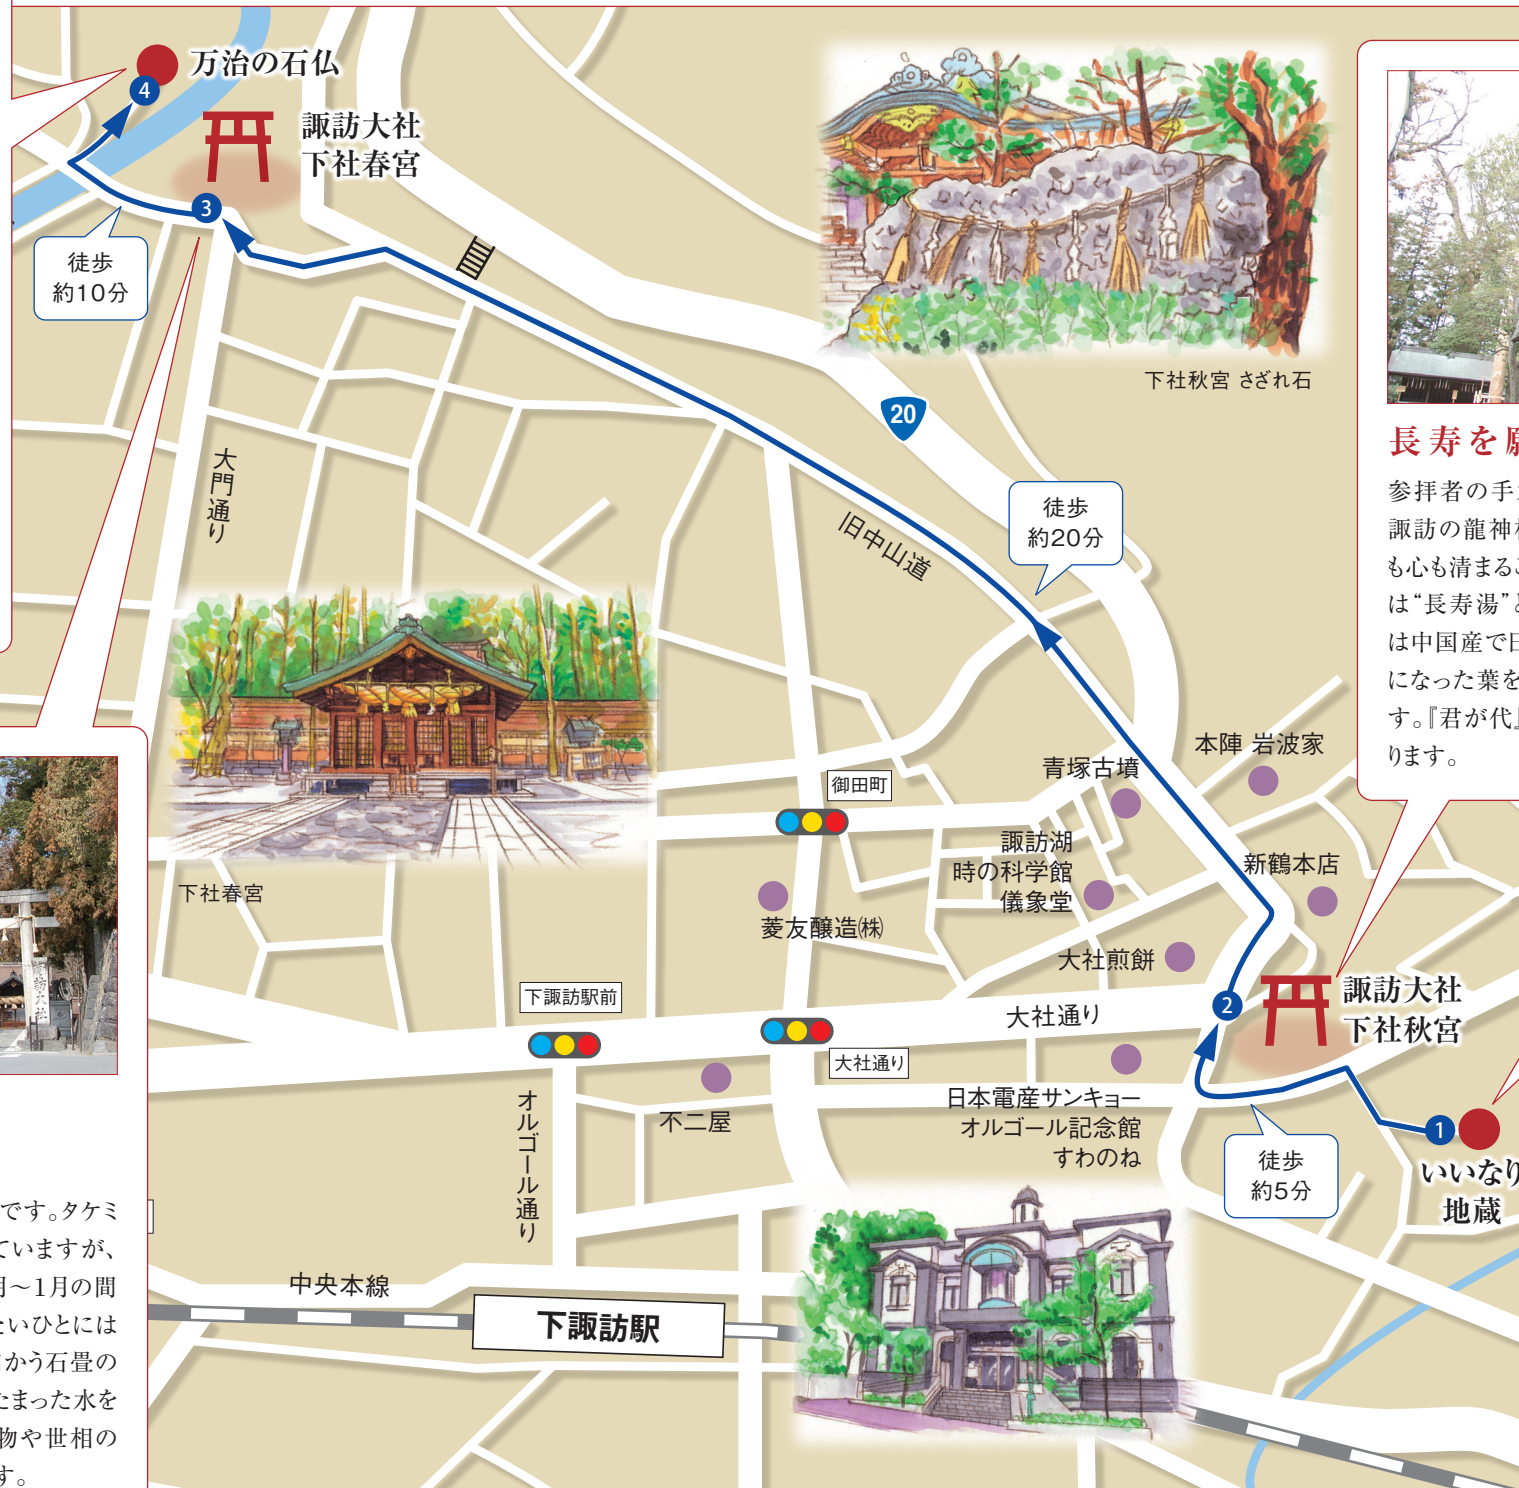 万治の石仏
4
諏訪大社
下社春宮
3
徒歩
約10分
下社秋宮 さざれ石
20
大門通り
旧中山道
徒歩
約20分
長寿を
参拝者の手
諏訪の龍神
も心も清まる
は“長寿湯”
は中国産で
になった葉を
す。『君が代』
ります。
本陣 岩波家
青塚古墳
御田町
諏訪湖
時の科学館
儀象堂
新鶴本店
下社春宮
菱友醸造㈱
大社煎餅
諏訪大社
下諏訪駅前
大社通り
2
諏訪大社
下社秋宮
大社通り
オルゴール通り
不二屋
日本電産サンキョー
オルゴール記念館
すわのね
1
いいなり
地蔵
徒歩
約5分
です。タケミ
ていますが、
月～1月の間
たいひとには
かう石畳の
たまった水を
物や世相の
す。
中央本線
下諏訪駅